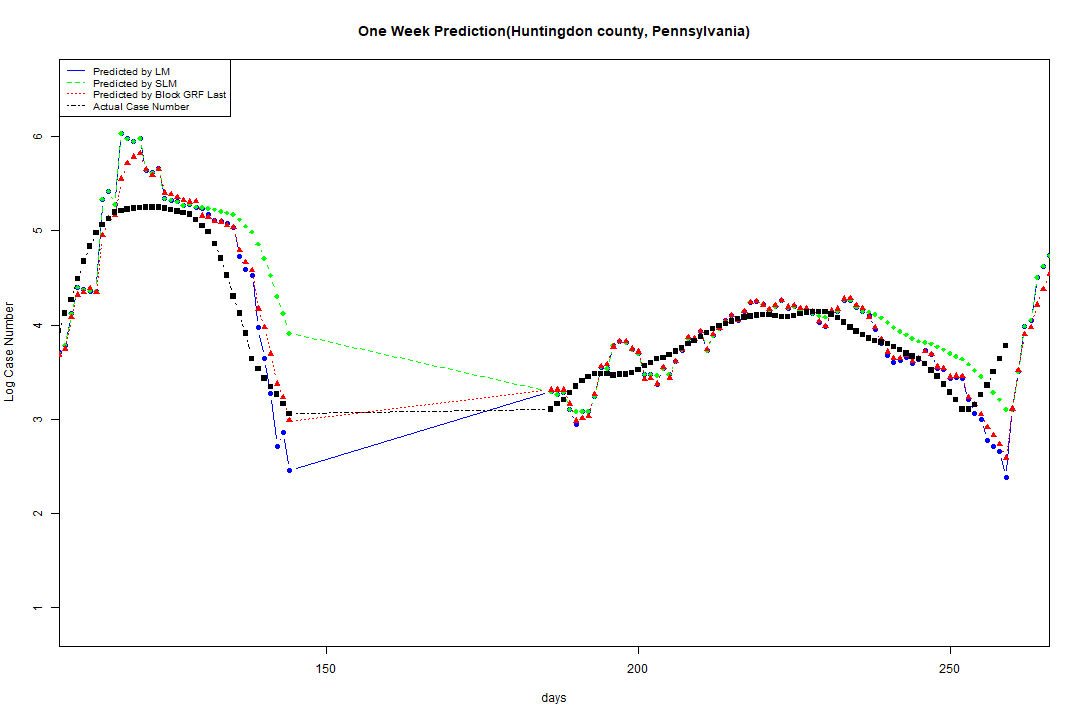 One Week Prediction(Huntingdon county, Pennsylvania)
Predicted by LM
Predicted by SLM
Predicted by Block GRF Last
Actual Case Number
6
5
4
3
2
1
Log Case Number
150
200
250
days